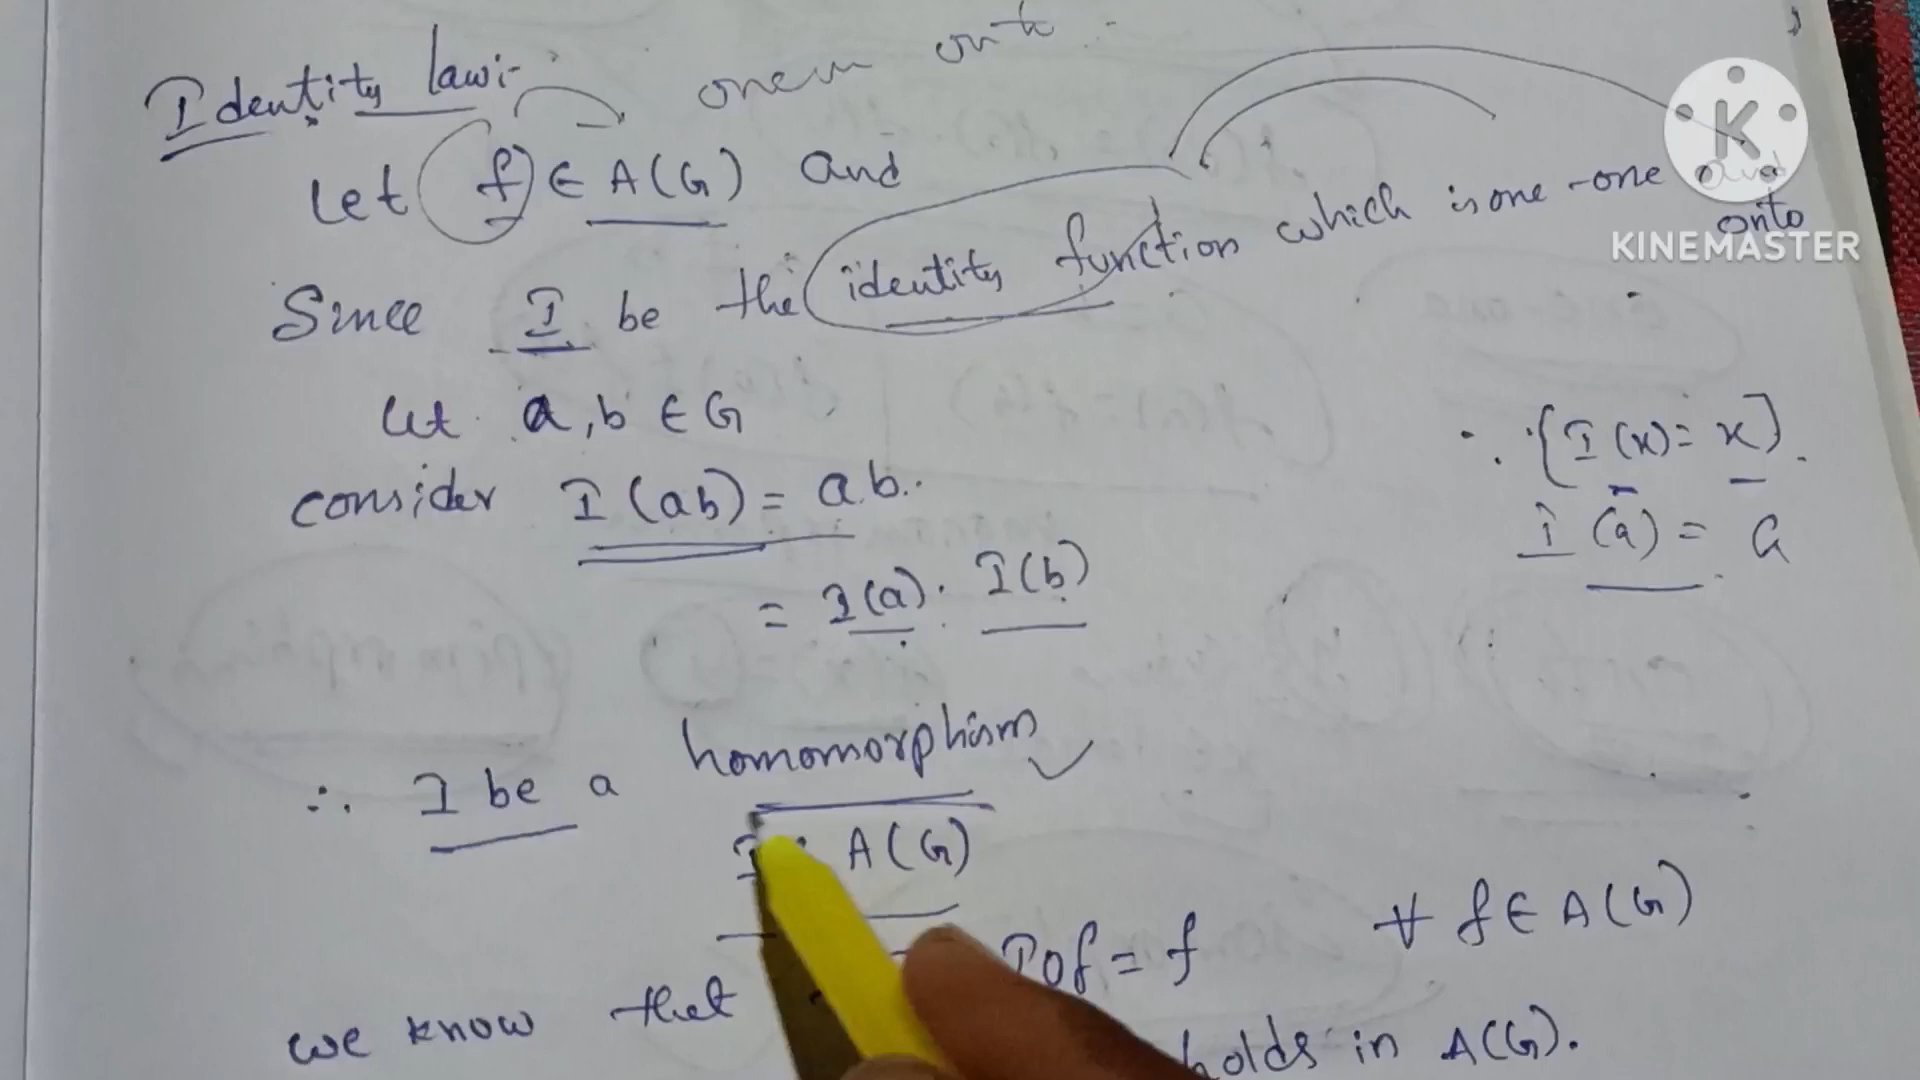 Identity law:-
onto
Let f ∈ A(G) and
Since I be the identity function which is one-one and
onto
KINEMASTER
Let a,b ∈ G
∵ {I(x) = x}
consider I(ab) = ab.
I(a) = a
= I(a). I(b)
∴ I be a homomorphism
A(G)
we know that Iof = f ∀ f ∈ A(G)
holds in A(G).